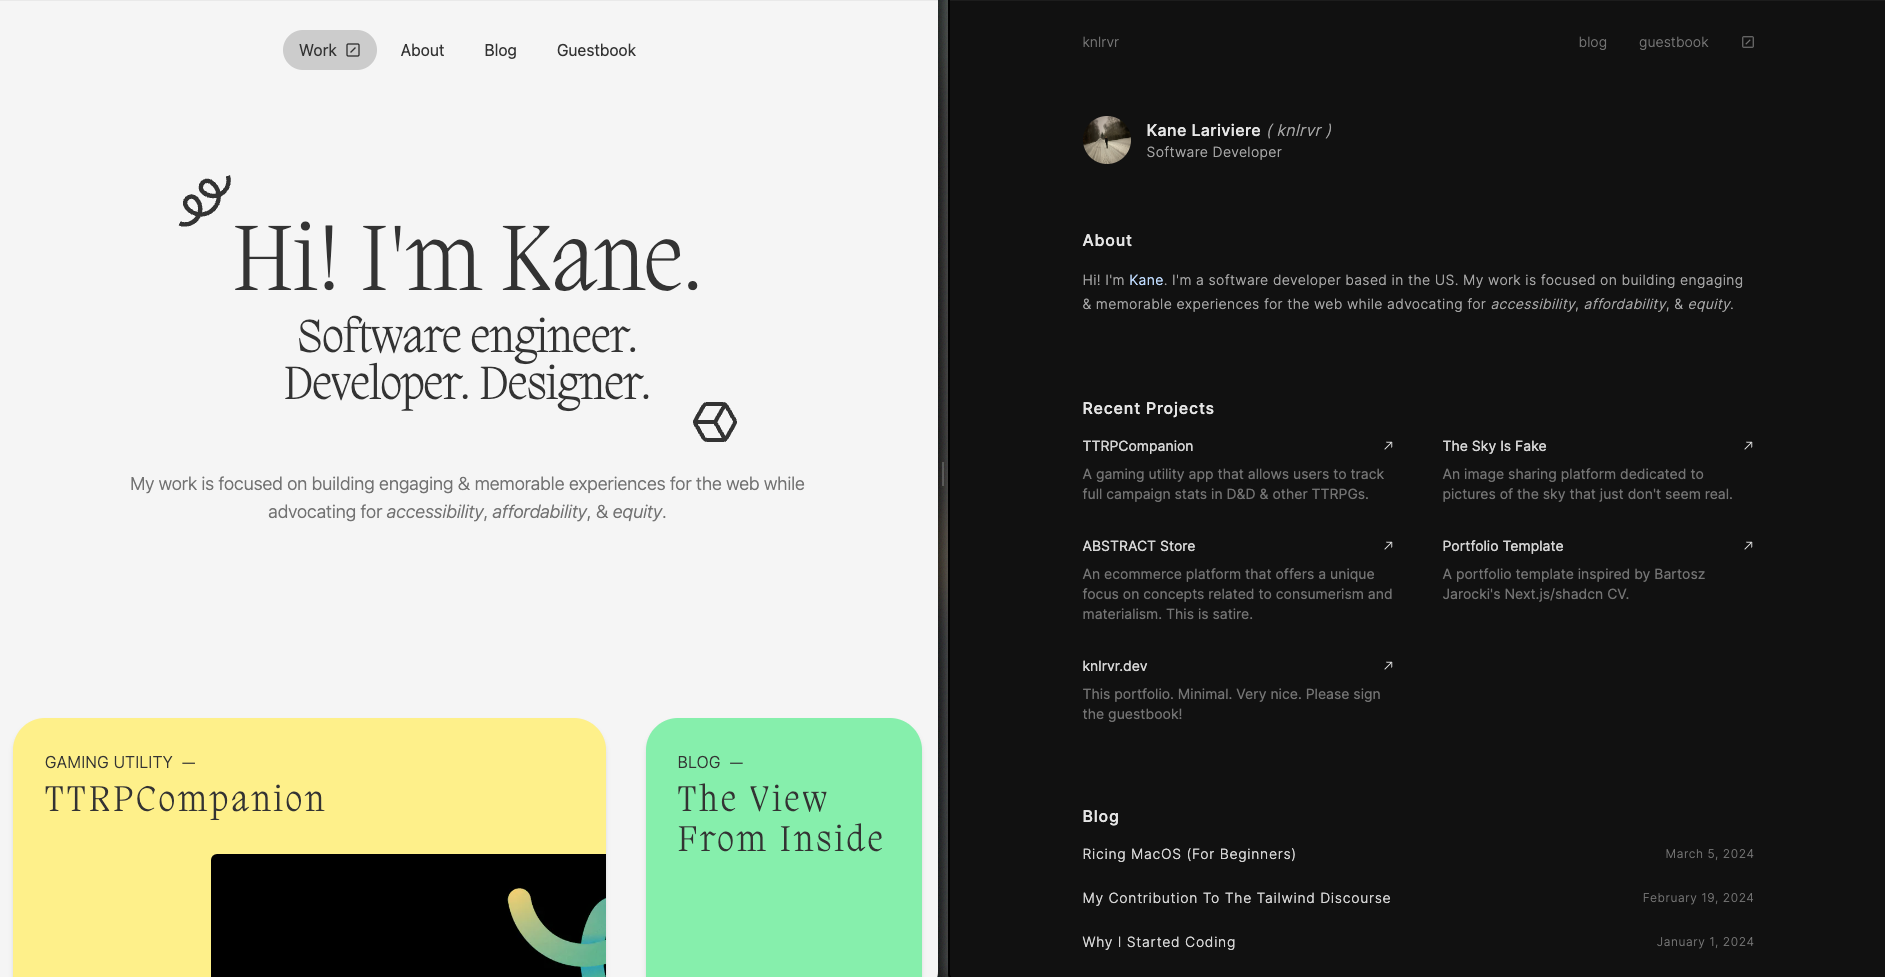 Work
About
Blog
Guestbook
Hi! I'm Kane.
Software engineer.
Developer. Designer.
My work is focused on building engaging & memorable experiences for the web while
advocating for accessibility, affordability, & equity.
GAMING UTILITY —
TTRPCompanion
BLOG —
The View
From Inside
knlrvr
blog
guestbook
Kane Lariviere ( knlrvr )
Software Developer
About
Hi! I'm Kane. I'm a software developer based in the US. My work is focused on building engaging
& memorable experiences for the web while advocating for accessibility, affordability, & equity.
Recent Projects
TTRPCompanion
A gaming utility app that allows users to track
full campaign stats in D&D & other TTRPGs.
The Sky Is Fake
An image sharing platform dedicated to
pictures of the sky that just don't seem real.
ABSTRACT Store
An ecommerce platform that offers a unique
focus on concepts related to consumerism and
materialism. This is satire.
Portfolio Template
A portfolio template inspired by Bartosz
Jarocki's Next.js/shadcn CV.
knlrvr.dev
This portfolio. Minimal. Very nice. Please sign
the guestbook!
Blog
Ricing MacOS (For Beginners)
March 5, 2024
My Contribution To The Tailwind Discourse
February 19, 2024
Why I Started Coding
January 1, 2024